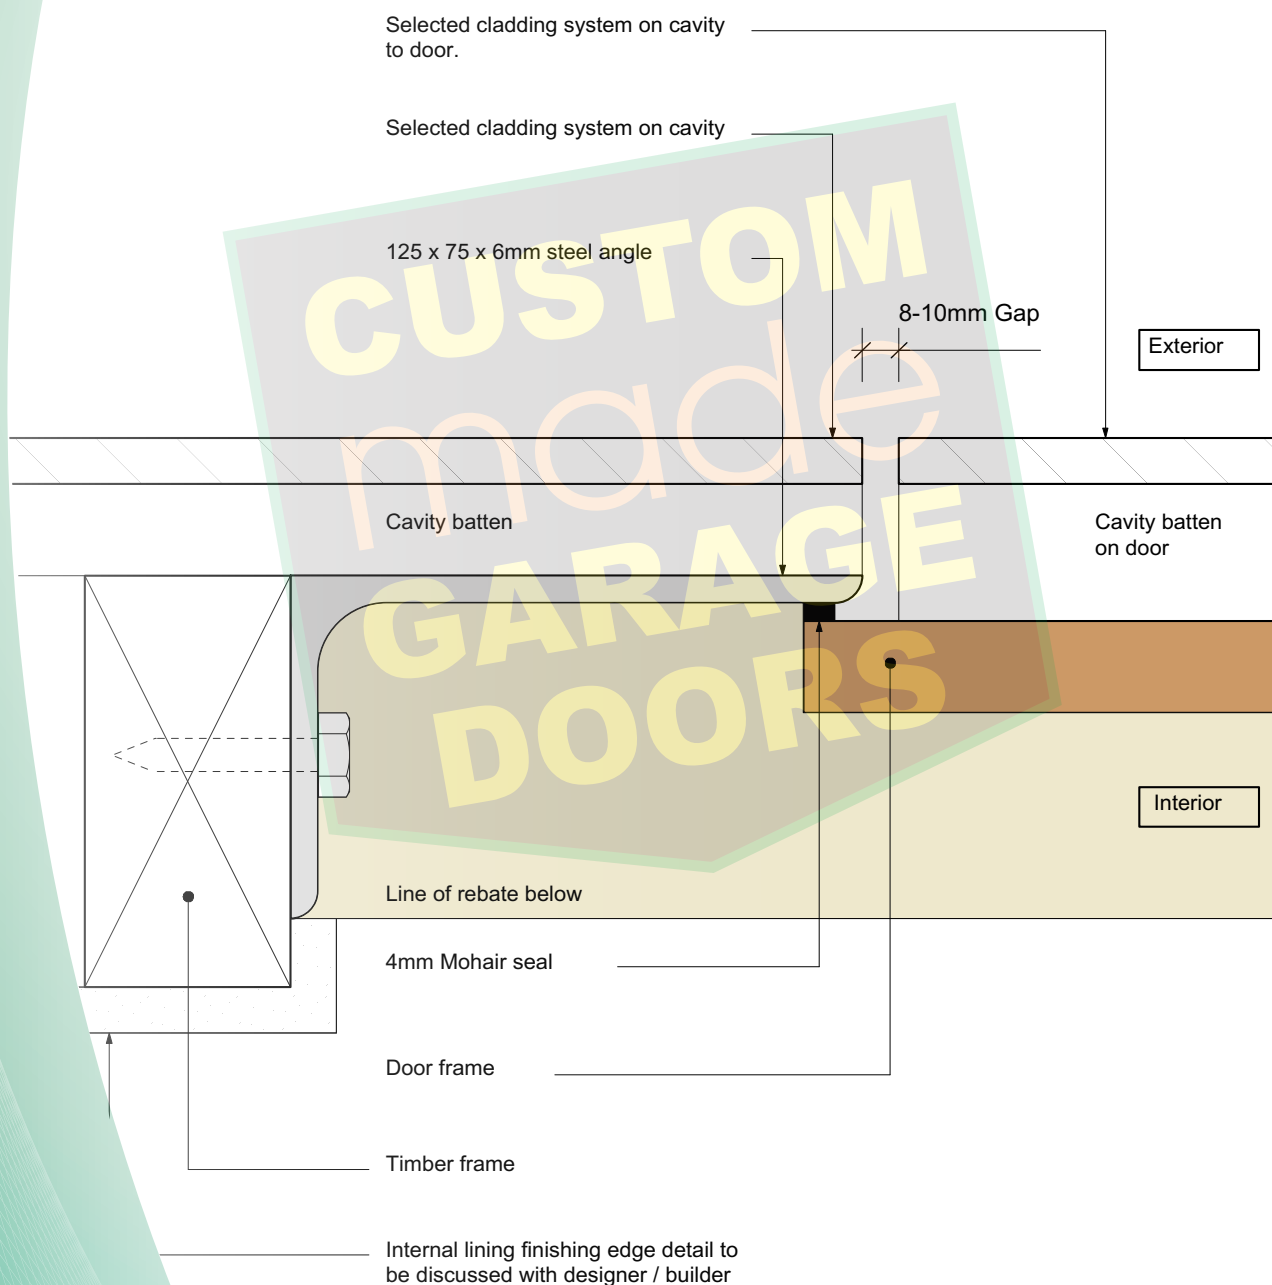 Selected cladding system on cavity
to door.
Selected cladding system on cavity
125 x 75 x 6mm steel angle
8-10mm Gap
Exterior
CUSTOM
made
GARAGE
DOORS
Cavity batten
Cavity batten
on door
Interior
Line of rebate below
4mm Mohair seal
Door frame
Timber frame
Internal lining finishing edge detail to
be discussed with designer / builder